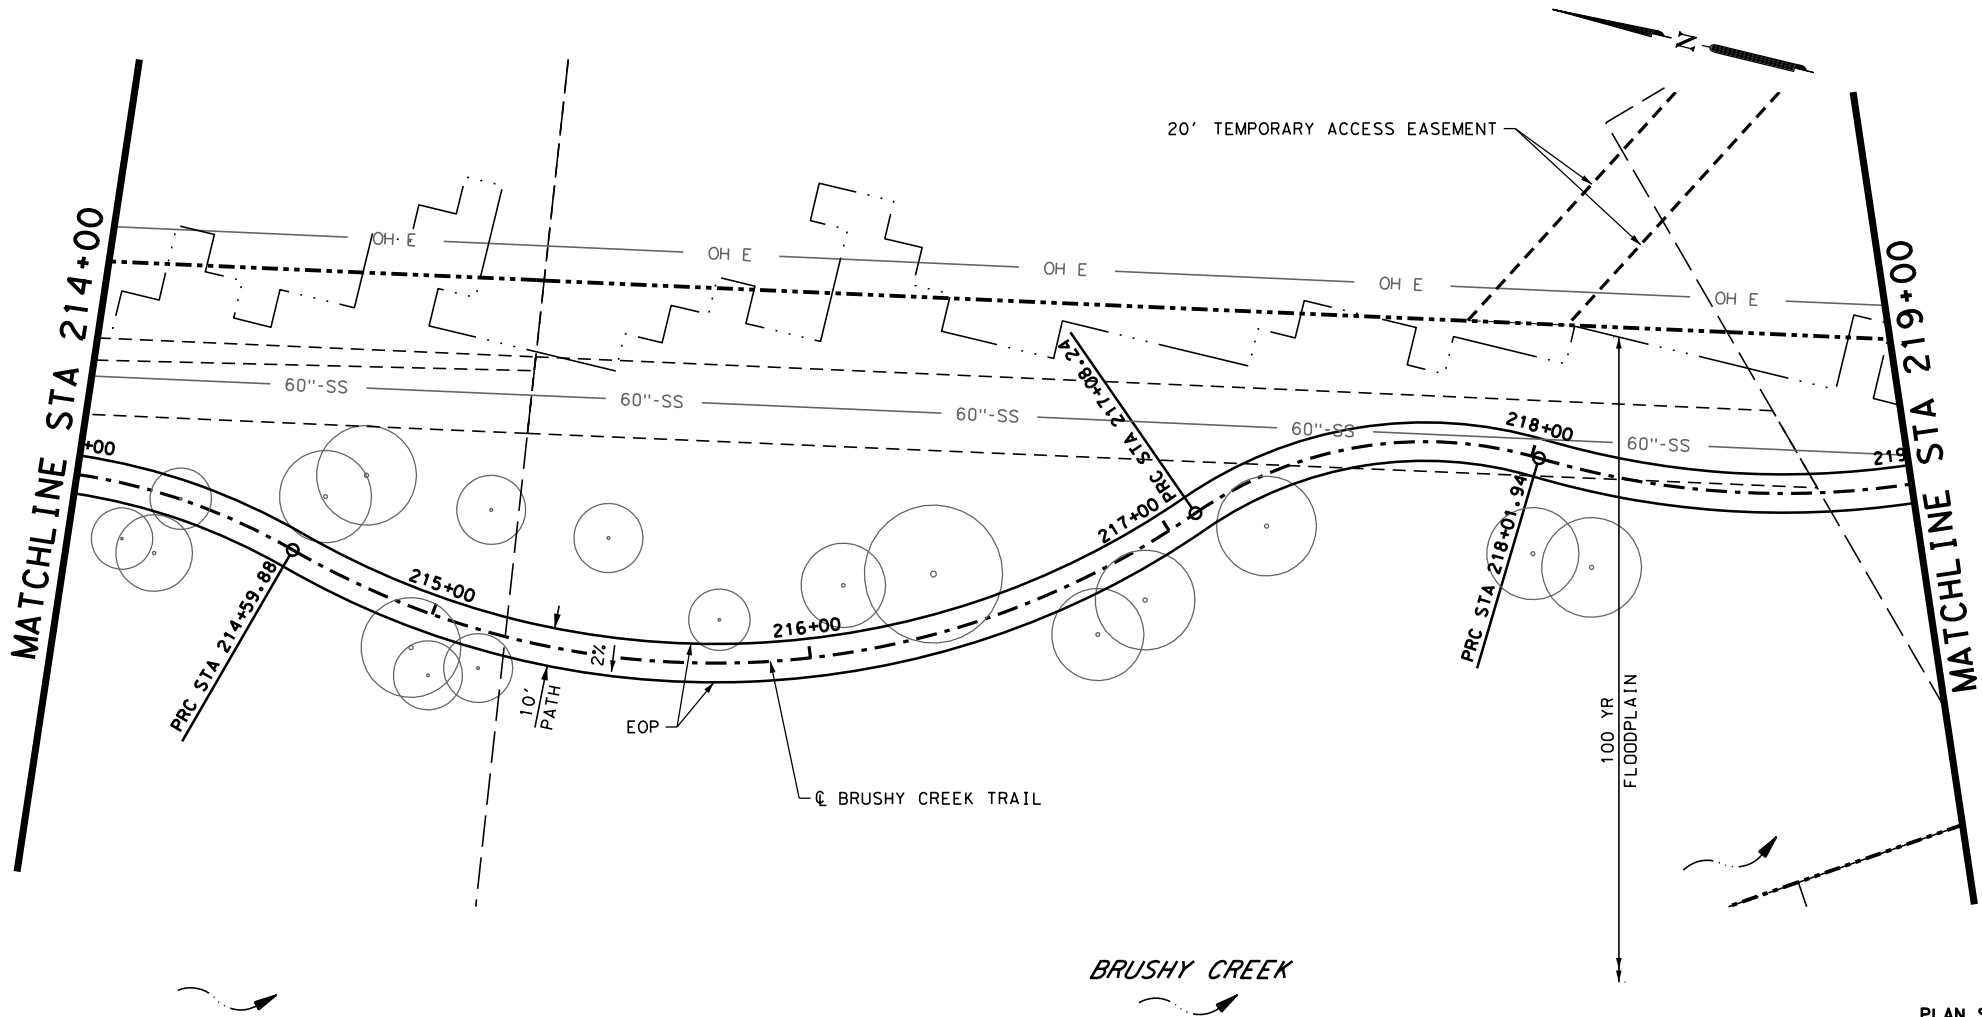 N
20' TEMPORARY ACCESS EASEMENT
MATCHLINE STA 214+00
OH E
OH E
OH E
OH E
OH E
MATCHLINE STA 219+00
60"-SS
60"-SS
60"-SS
60"-SS
60"-SS
+00
PRC STA 214+59.88
215+00
216+00
217+00
PRC STA 217+08.24
218+00
PRC STA 218+01.94
219
2%
10'
PATH
EOP
℄ BRUSHY CREEK TRAIL
100 YR
FLOODPLAIN
BRUSHY CREEK
PLAN